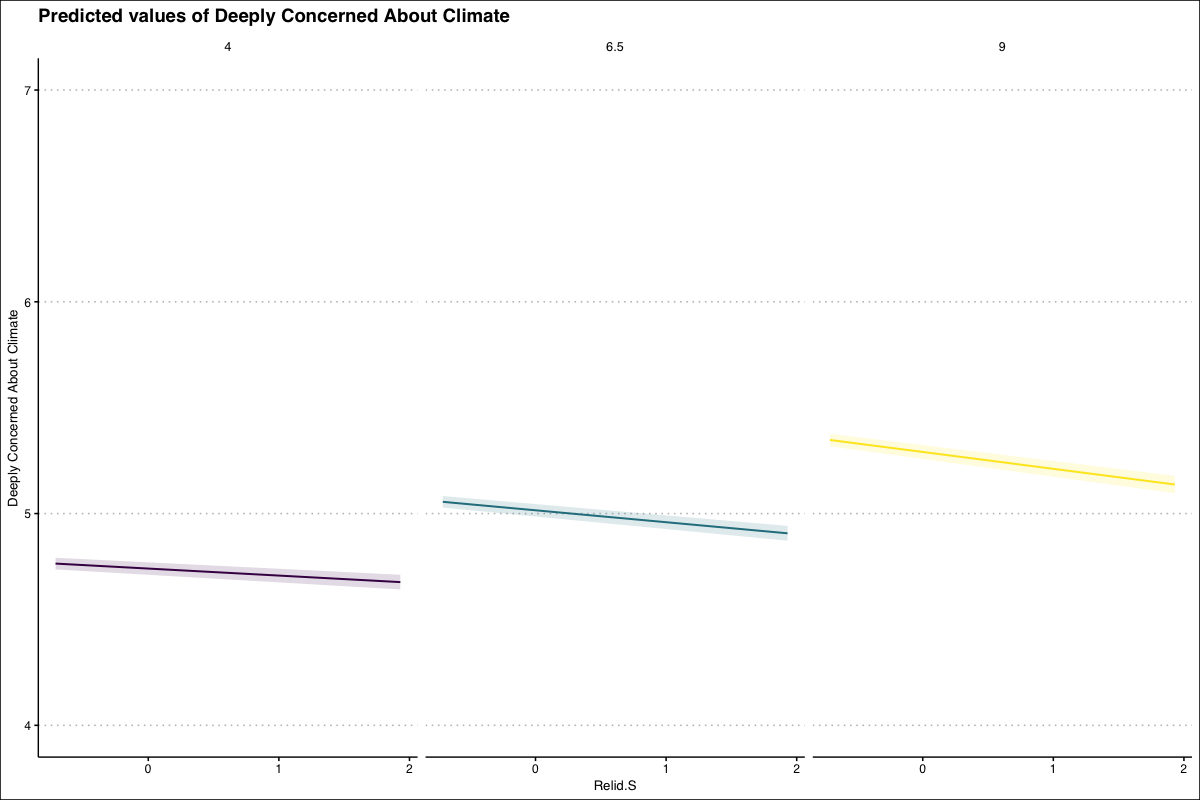 Predicted values of Deeply Concerned About Climate
4 6.5 9
Deeply Concerned About Climate
7
6
5
4
0 1 2 0 1 2 0 1 2
Relid.S